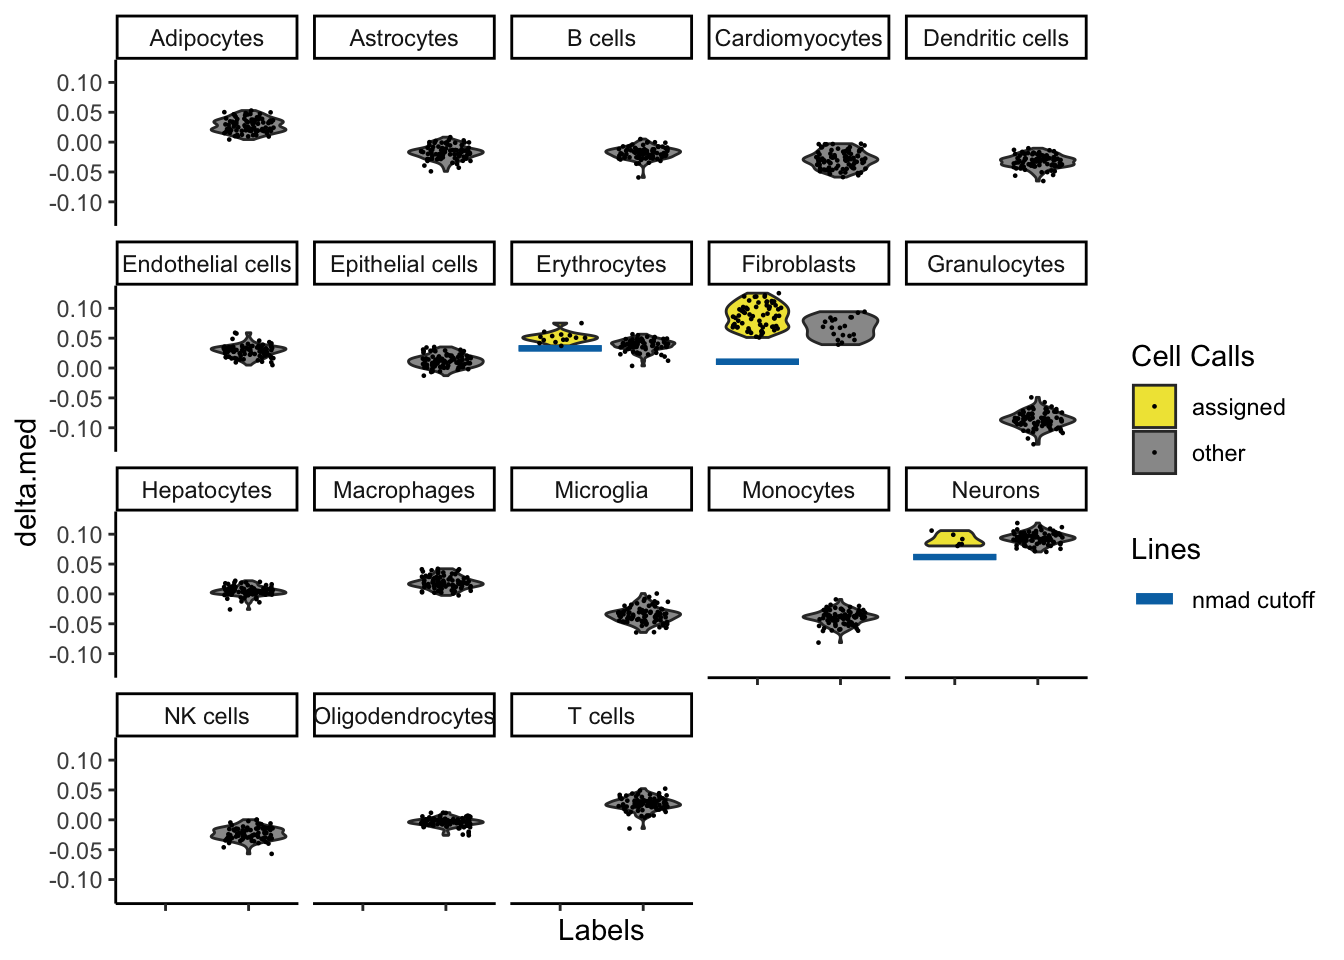 Adipocytes Astrocytes B cells Cardiomyocytes Dendritic cells
0.10
0.05
0.00
-0.05
-0.10
Endothelial cells Epithelial cells Erythrocytes Fibroblasts Granulocytes
0.10
0.05
0.00
-0.05
-0.10
Hepatocytes Macrophages Microglia Monocytes Neurons
0.10
0.05
0.00
-0.05
-0.10
NK cells Oligodendrocytes T cells
0.10
0.05
0.00
-0.05
-0.10
delta.med
Labels
Cell Calls
assigned
other
Lines
nmad cutoff